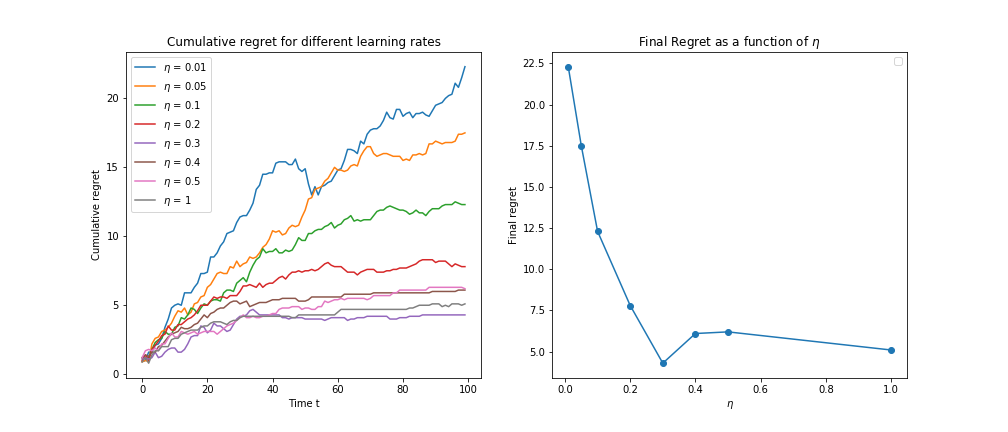 Cumulative regret for different learning rates
Cumulative regret
20
15
10
5
0
η = 0.01
η = 0.05
η = 0.1
η = 0.2
η = 0.3
η = 0.4
η = 0.5
η = 1
0 20 40 60 80 100
Time t
Final Regret as a function of η
Final regret
22.5
20.0
17.5
15.0
12.5
10.0
7.5
5.0
0.0 0.2 0.4 0.6 0.8 1.0
η